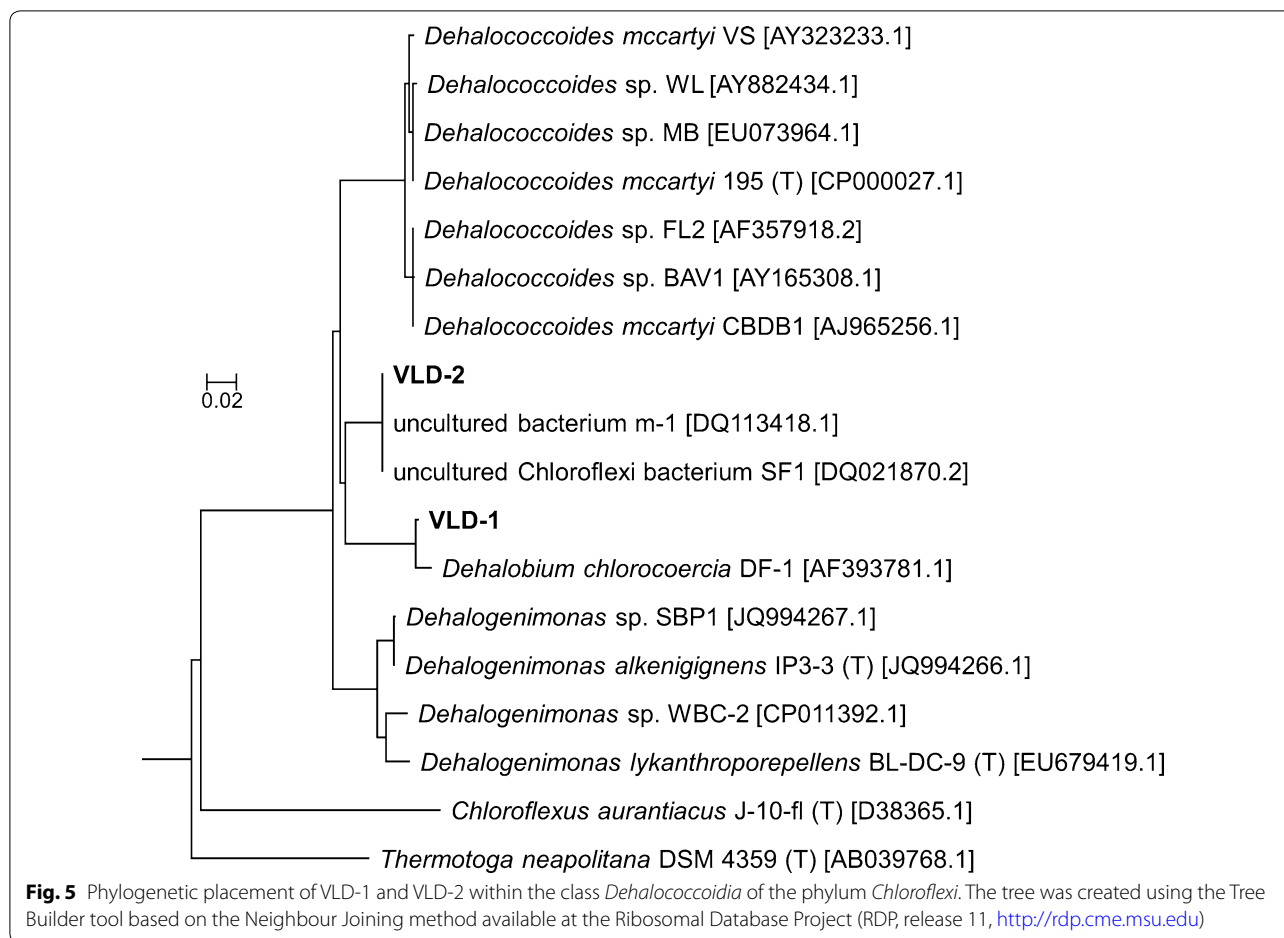 Dehalococcoides mccartyi VS [AY323233.1]
Dehalococcoides sp. WL [AY882434.1]
Dehalococcoides sp. MB [EU073964.1]
Dehalococcoides mccartyi 195 (T) [CP000027.1]
Dehalococcoides sp. FL2 [AF357918.2]
Dehalococcoides sp. BAV1 [AY165308.1]
Dehalococcoides mccartyi CBDB1 [AJ965256.1]
VLD-2
0.02
uncultured bacterium m-1 [DQ113418.1]
uncultured Chloroflexi bacterium SF1 [DQ021870.2]
VLD-1
Dehalobium chlorocoercia DF-1 [AF393781.1]
Dehalogenimonas sp. SBP1 [JQ994267.1]
Dehalogenimonas alkenigignens IP3-3 (T) [JQ994266.1]
Dehalogenimonas sp. WBC-2 [CP011392.1]
Dehalogenimonas lykanthroporepellens BL-DC-9 (T) [EU679419.1]
Chloroflexus aurantiacus J-10-fl (T) [D38365.1]
Thermotoga neapolitana DSM 4359 (T) [AB039768.1]
Fig. 5 Phylogenetic placement of VLD-1 and VLD-2 within the class Dehalococcoidia of the phylum Chloroflexi. The tree was created using the Tree
Builder tool based on the Neighbour Joining method available at the Ribosomal Database Project (RDP, release 11, http://rdp.cme.msu.edu)